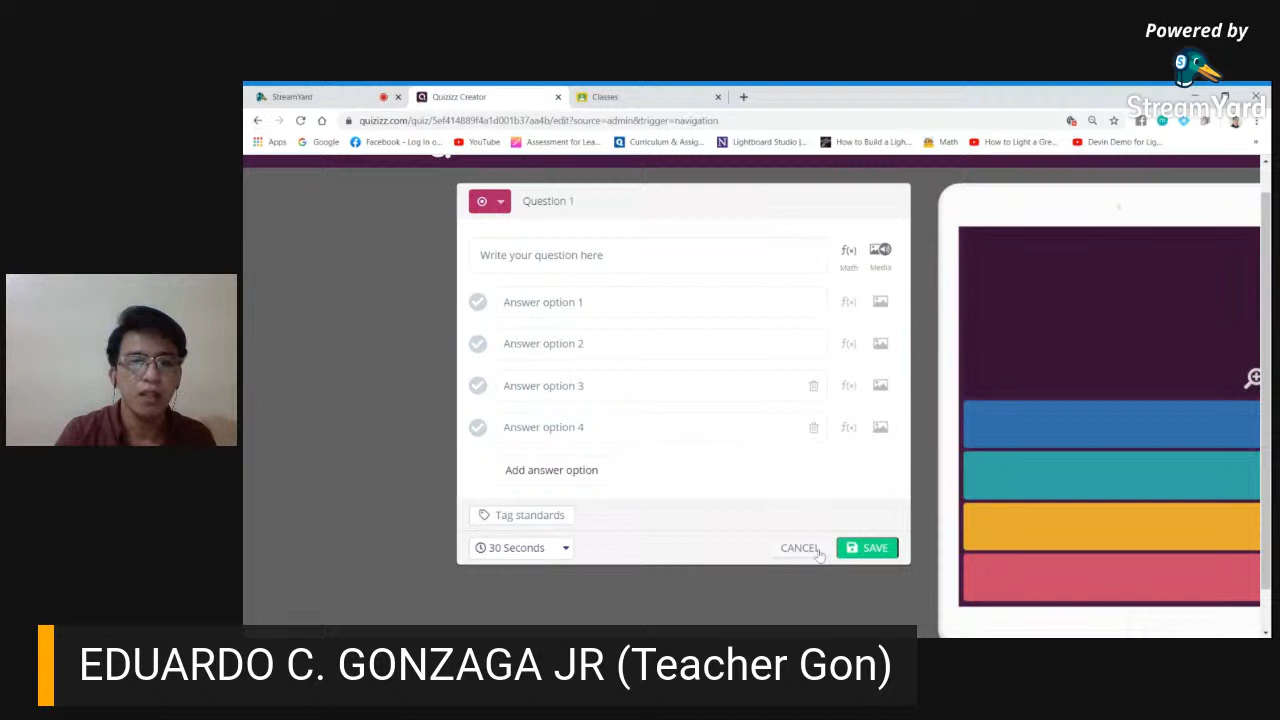 Powered by
StreamYard
StreamYard
Quizizz Creator
Classes
quizizz.com/quiz/5ef414889f4a1d001b37aa4b/edit?source=admin&trigger=navigation
Apps
Google
Facebook - Log In o...
YouTube
Assessment for Lea...
Curriculum & Assig...
Lightboard Studio |...
How to Build a Ligh...
Math
How to Light a Gre...
Devin Demo for Lig...
Question 1
Write your question here
f(x)
Math
Media
Answer option 1
f(x)
Answer option 2
f(x)
Answer option 3
f(x)
Answer option 4
f(x)
Add answer option
Tag standards
30 Seconds
CANCEL
SAVE
EDUARDO C. GONZAGA JR (Teacher Gon)